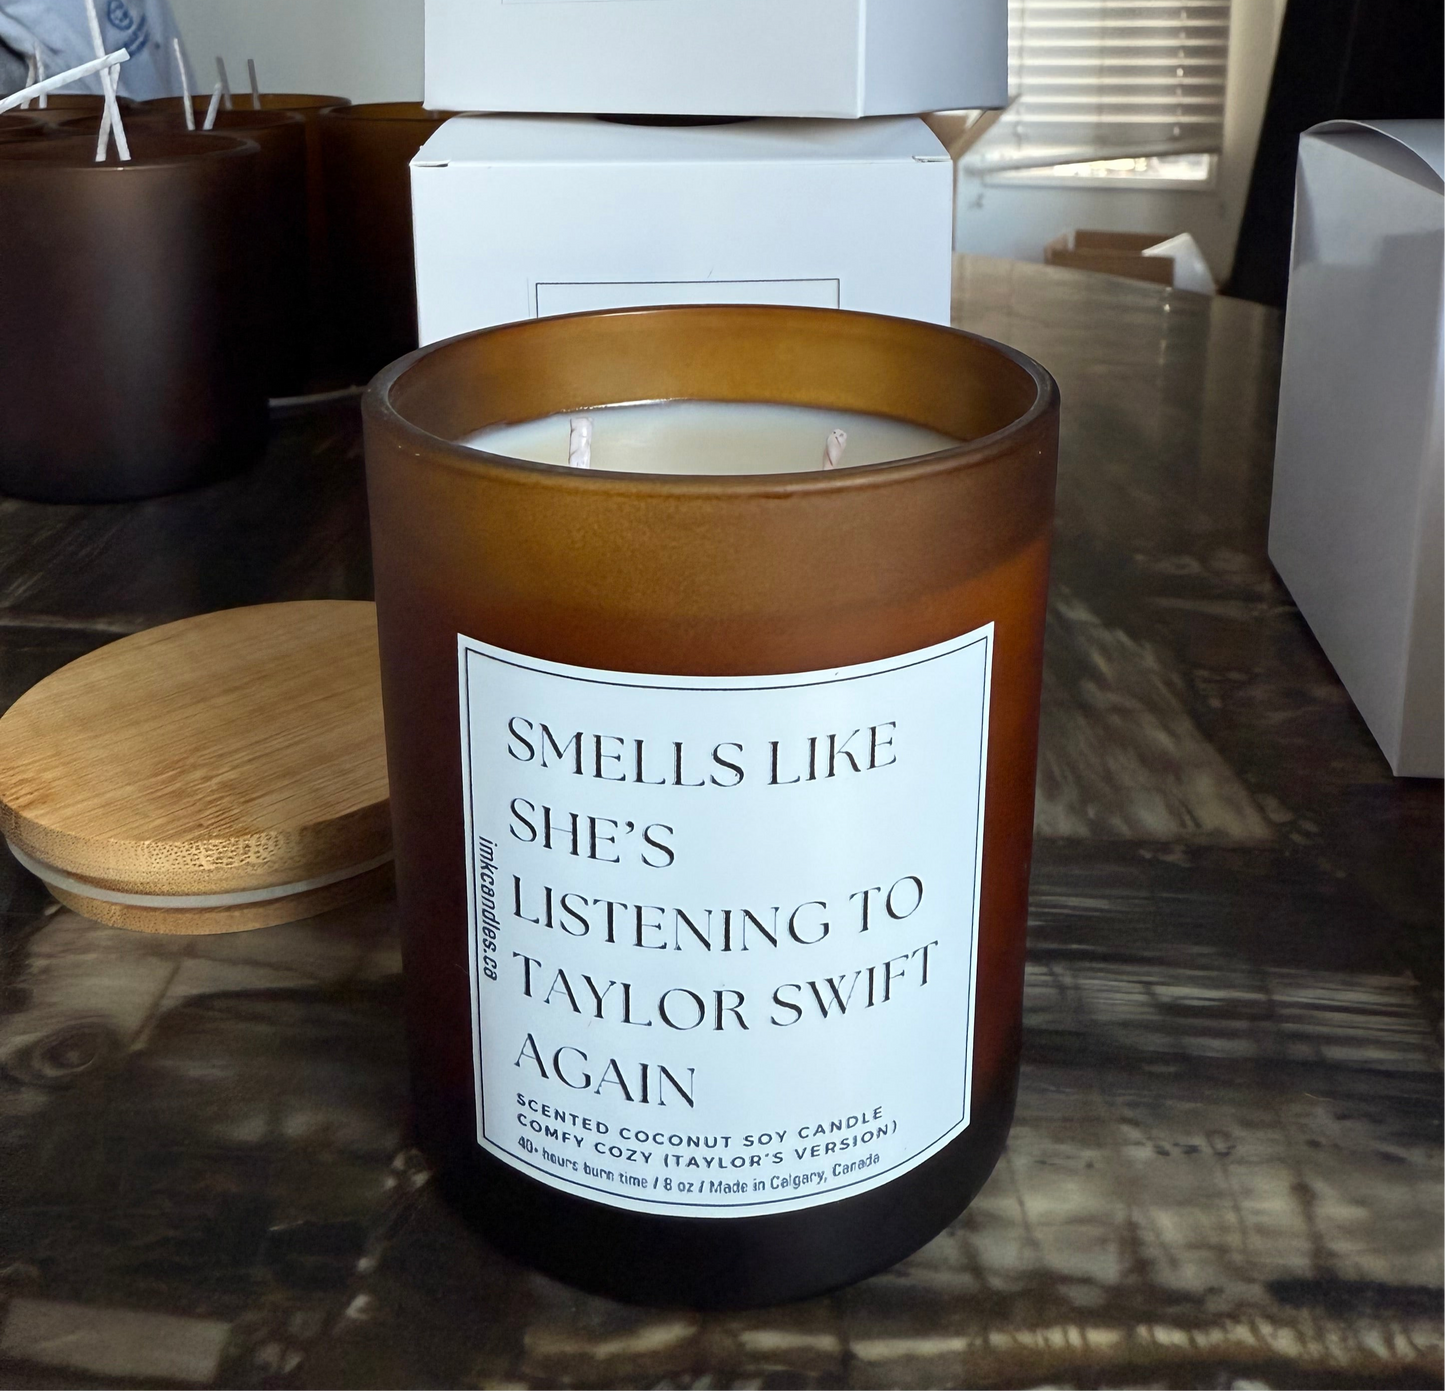 SMELLS LIKE
SHE'S
LISTENING TO
TAYLOR SWIFT
AGAIN
SCENTED COCONUT SOY CANDLE
COMFY COZY (TAYLOR'S VERSION)
40+ hours burn time / 8 oz / Made in Calgary, Canada
imkcandles.ca